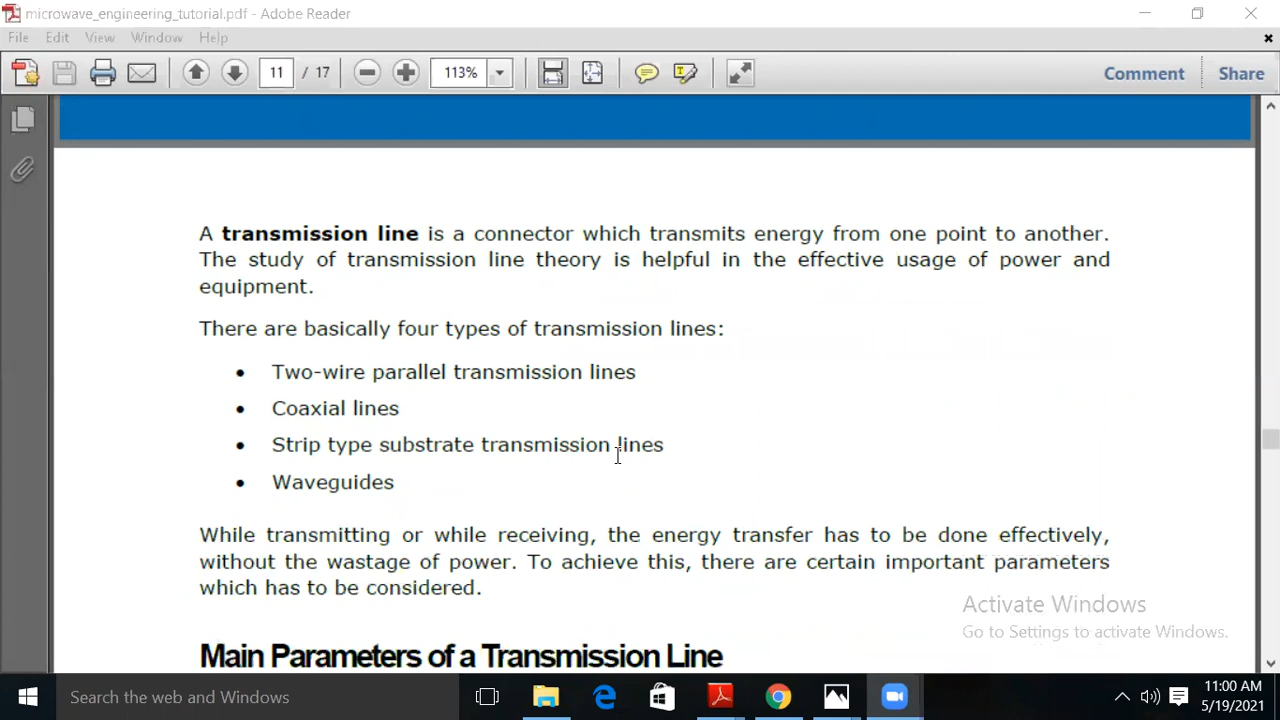 microwave_engineering_tutorial.pdf - Adobe Reader
File Edit View Window Help
11 / 17 113% Comment Share
A transmission line is a connector which transmits energy from one point to another.
The study of transmission line theory is helpful in the effective usage of power and
equipment.
There are basically four types of transmission lines:
• Two-wire parallel transmission lines
• Coaxial lines
• Strip type substrate transmission lines
• Waveguides
While transmitting or while receiving, the energy transfer has to be done effectively,
without the wastage of power. To achieve this, there are certain important parameters
which has to be considered.
Activate Windows
Go to Settings to activate Windows.
Main Parameters of a Transmission Line
Search the web and Windows
11:00 AM
5/19/2021